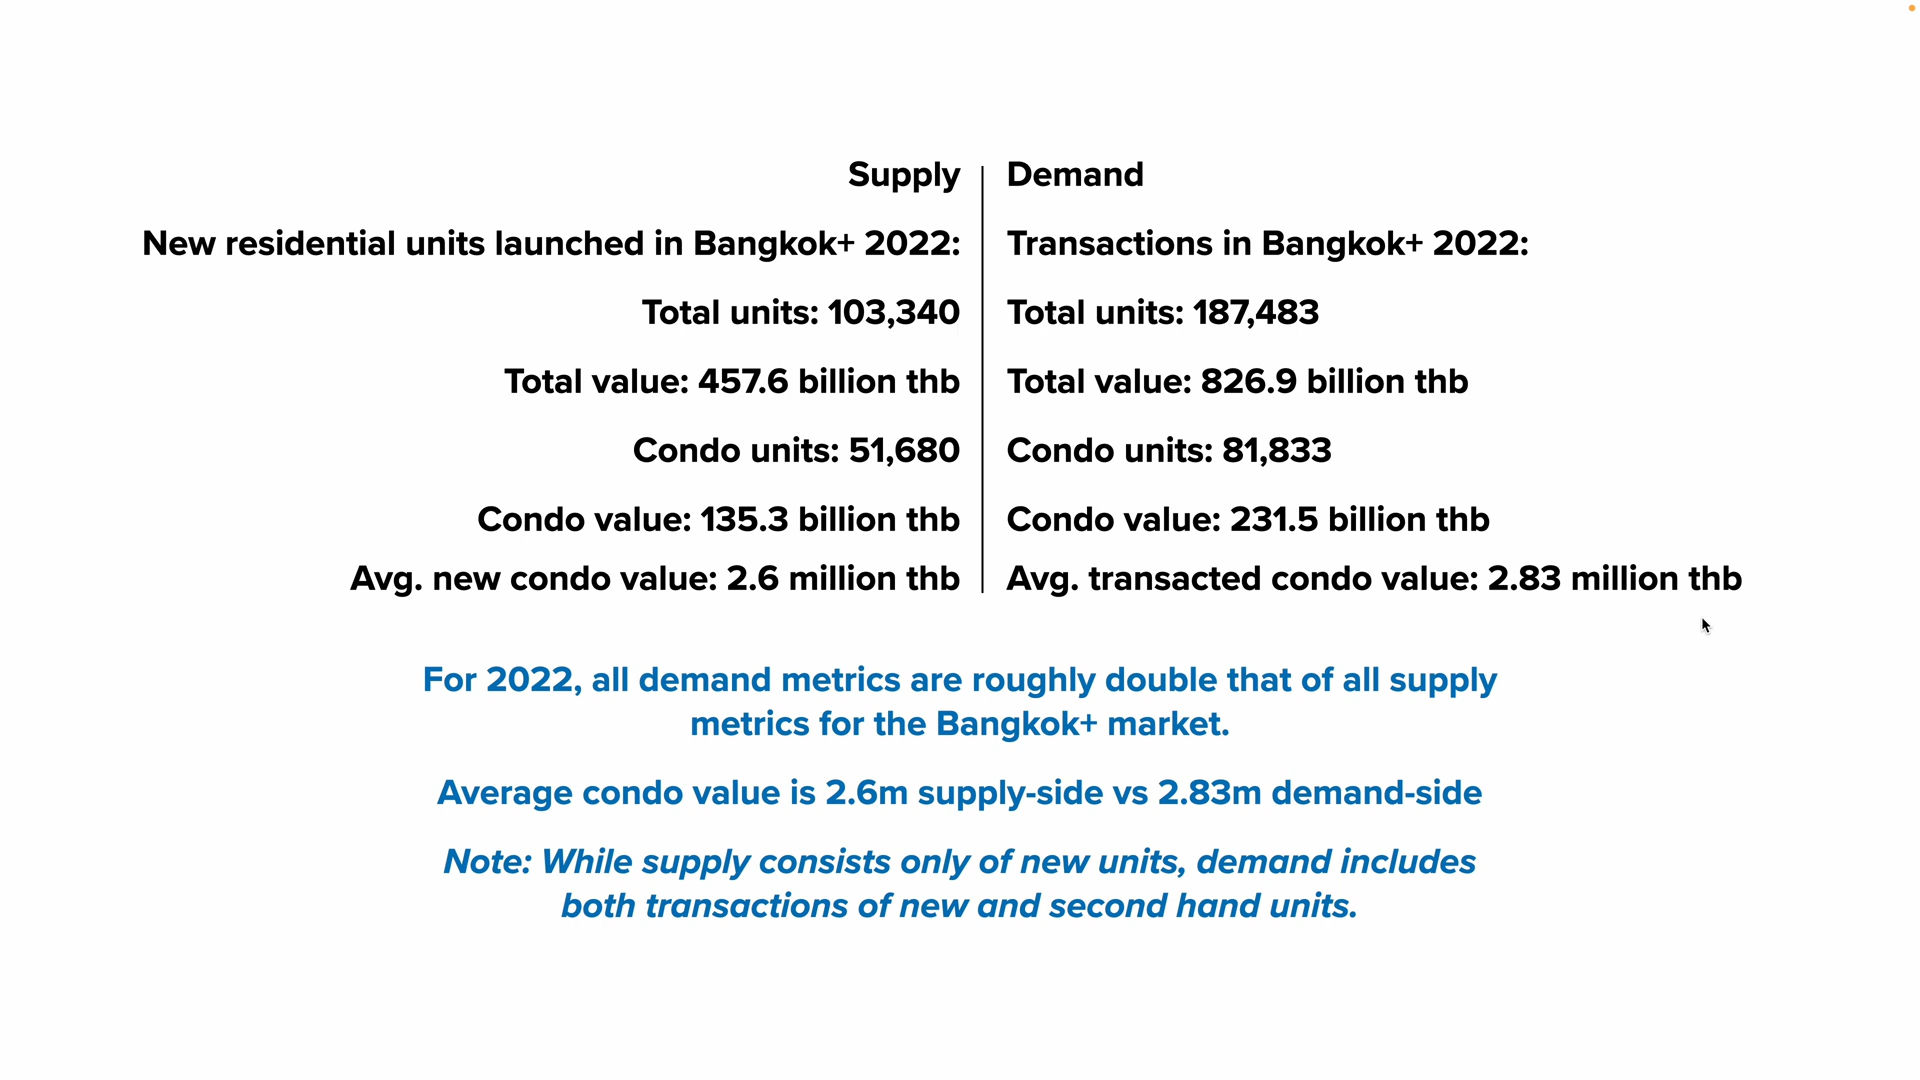 Supply
New residential units launched in Bangkok+ 2022:
Total units: 103,340
Total value: 457.6 billion thb
Condo units: 51,680
Condo value: 135.3 billion thb
Avg. new condo value: 2.6 million thb
Demand
Transactions in Bangkok+ 2022:
Total units: 187,483
Total value: 826.9 billion thb
Condo units: 81,833
Condo value: 231.5 billion thb
Avg. transacted condo value: 2.83 million thb
For 2022, all demand metrics are roughly double that of all supply
metrics for the Bangkok+ market.
Average condo value is 2.6m supply-side vs 2.83m demand-side
Note: While supply consists only of new units, demand includes
both transactions of new and second hand units.